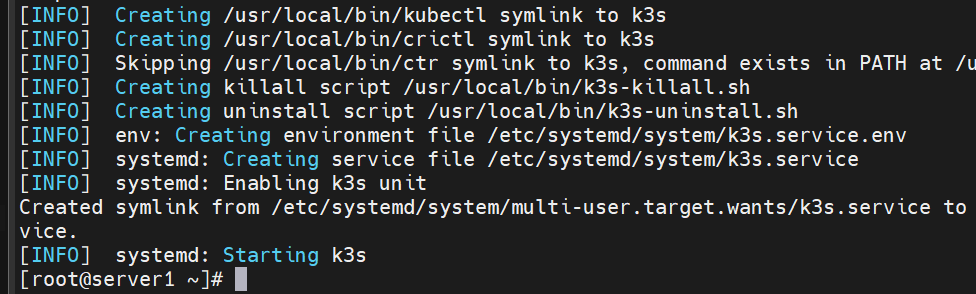 [INFO]  Creating /usr/local/bin/kubectl symlink to k3s
[INFO]  Creating /usr/local/bin/crictl symlink to k3s
[INFO]  Skipping /usr/local/bin/ctr symlink to k3s, command exists in PATH at /u
[INFO]  Creating killall script /usr/local/bin/k3s-killall.sh
[INFO]  Creating uninstall script /usr/local/bin/k3s-uninstall.sh
[INFO]  env: Creating environment file /etc/systemd/system/k3s.service.env
[INFO]  systemd: Creating service file /etc/systemd/system/k3s.service
[INFO]  systemd: Enabling k3s unit
Created symlink from /etc/systemd/system/multi-user.target.wants/k3s.service to
vice.
[INFO]  systemd: Starting k3s
[root@server1 ~]#